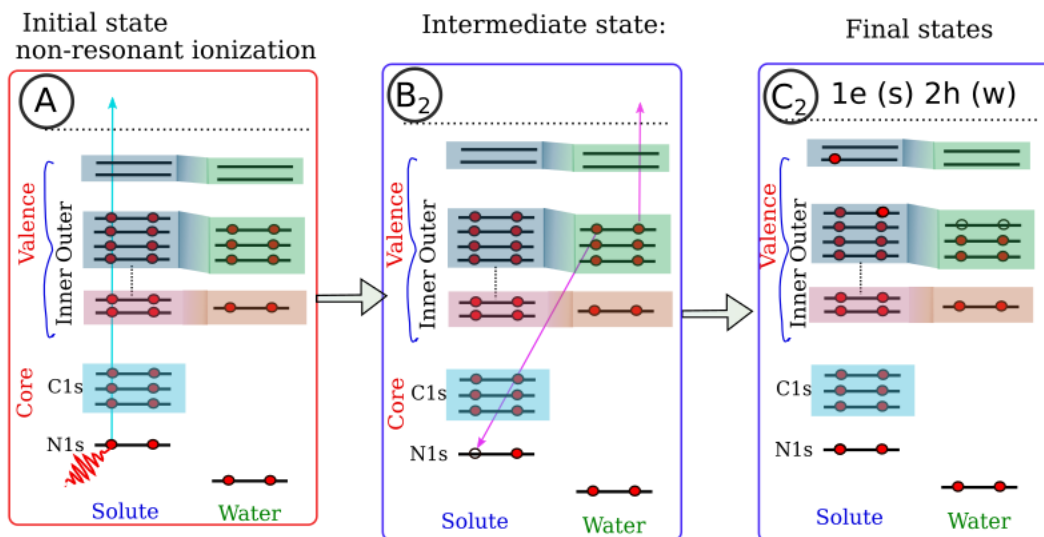 Initial state
non-resonant ionization
Intermediate state:
Final states
A
Valence
Inner Outer
Core
C1s
N1s
Solute
Water
B2
Valence
Inner Outer
Core
C1s
N1s
Solute
Water
C2
1e (s) 2h (w)
Valence
Inner Outer
C1s
N1s
Solute
Water